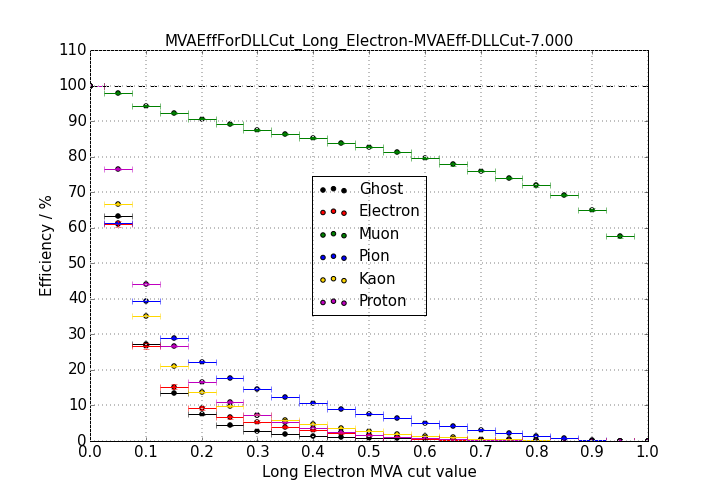 MVAEffForDLLCut_Long_Electron-MVAEff-DLLCut-7.000
110
100
90
80
70
60
50
40
30
20
10
0
Efficiency / %
Ghost
Electron
Muon
Pion
Kaon
Proton
0.0 0.1 0.2 0.3 0.4 0.5 0.6 0.7 0.8 0.9 1.0
Long Electron MVA cut value